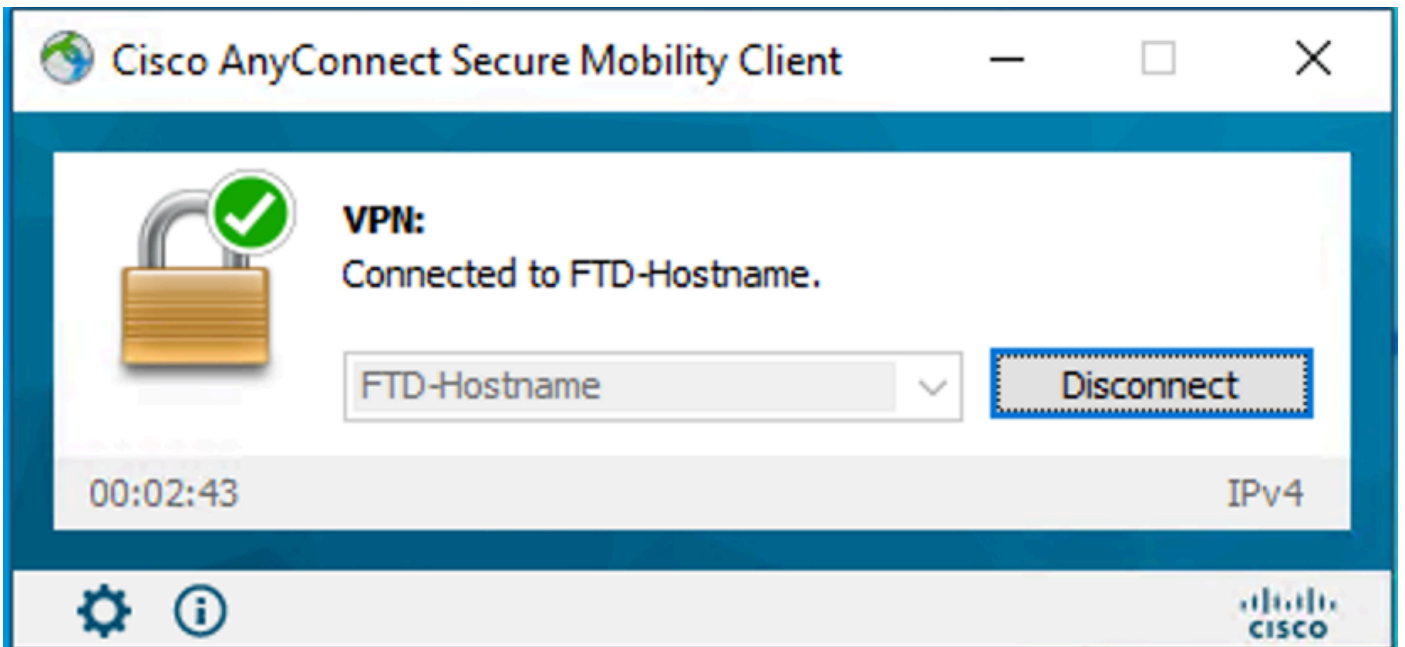 Cisco AnyConnect Secure Mobility Client
VPN:
Connected to FTD-Hostname.
FTD-Hostname
Disconnect
00:02:43
IPv4
CISCO